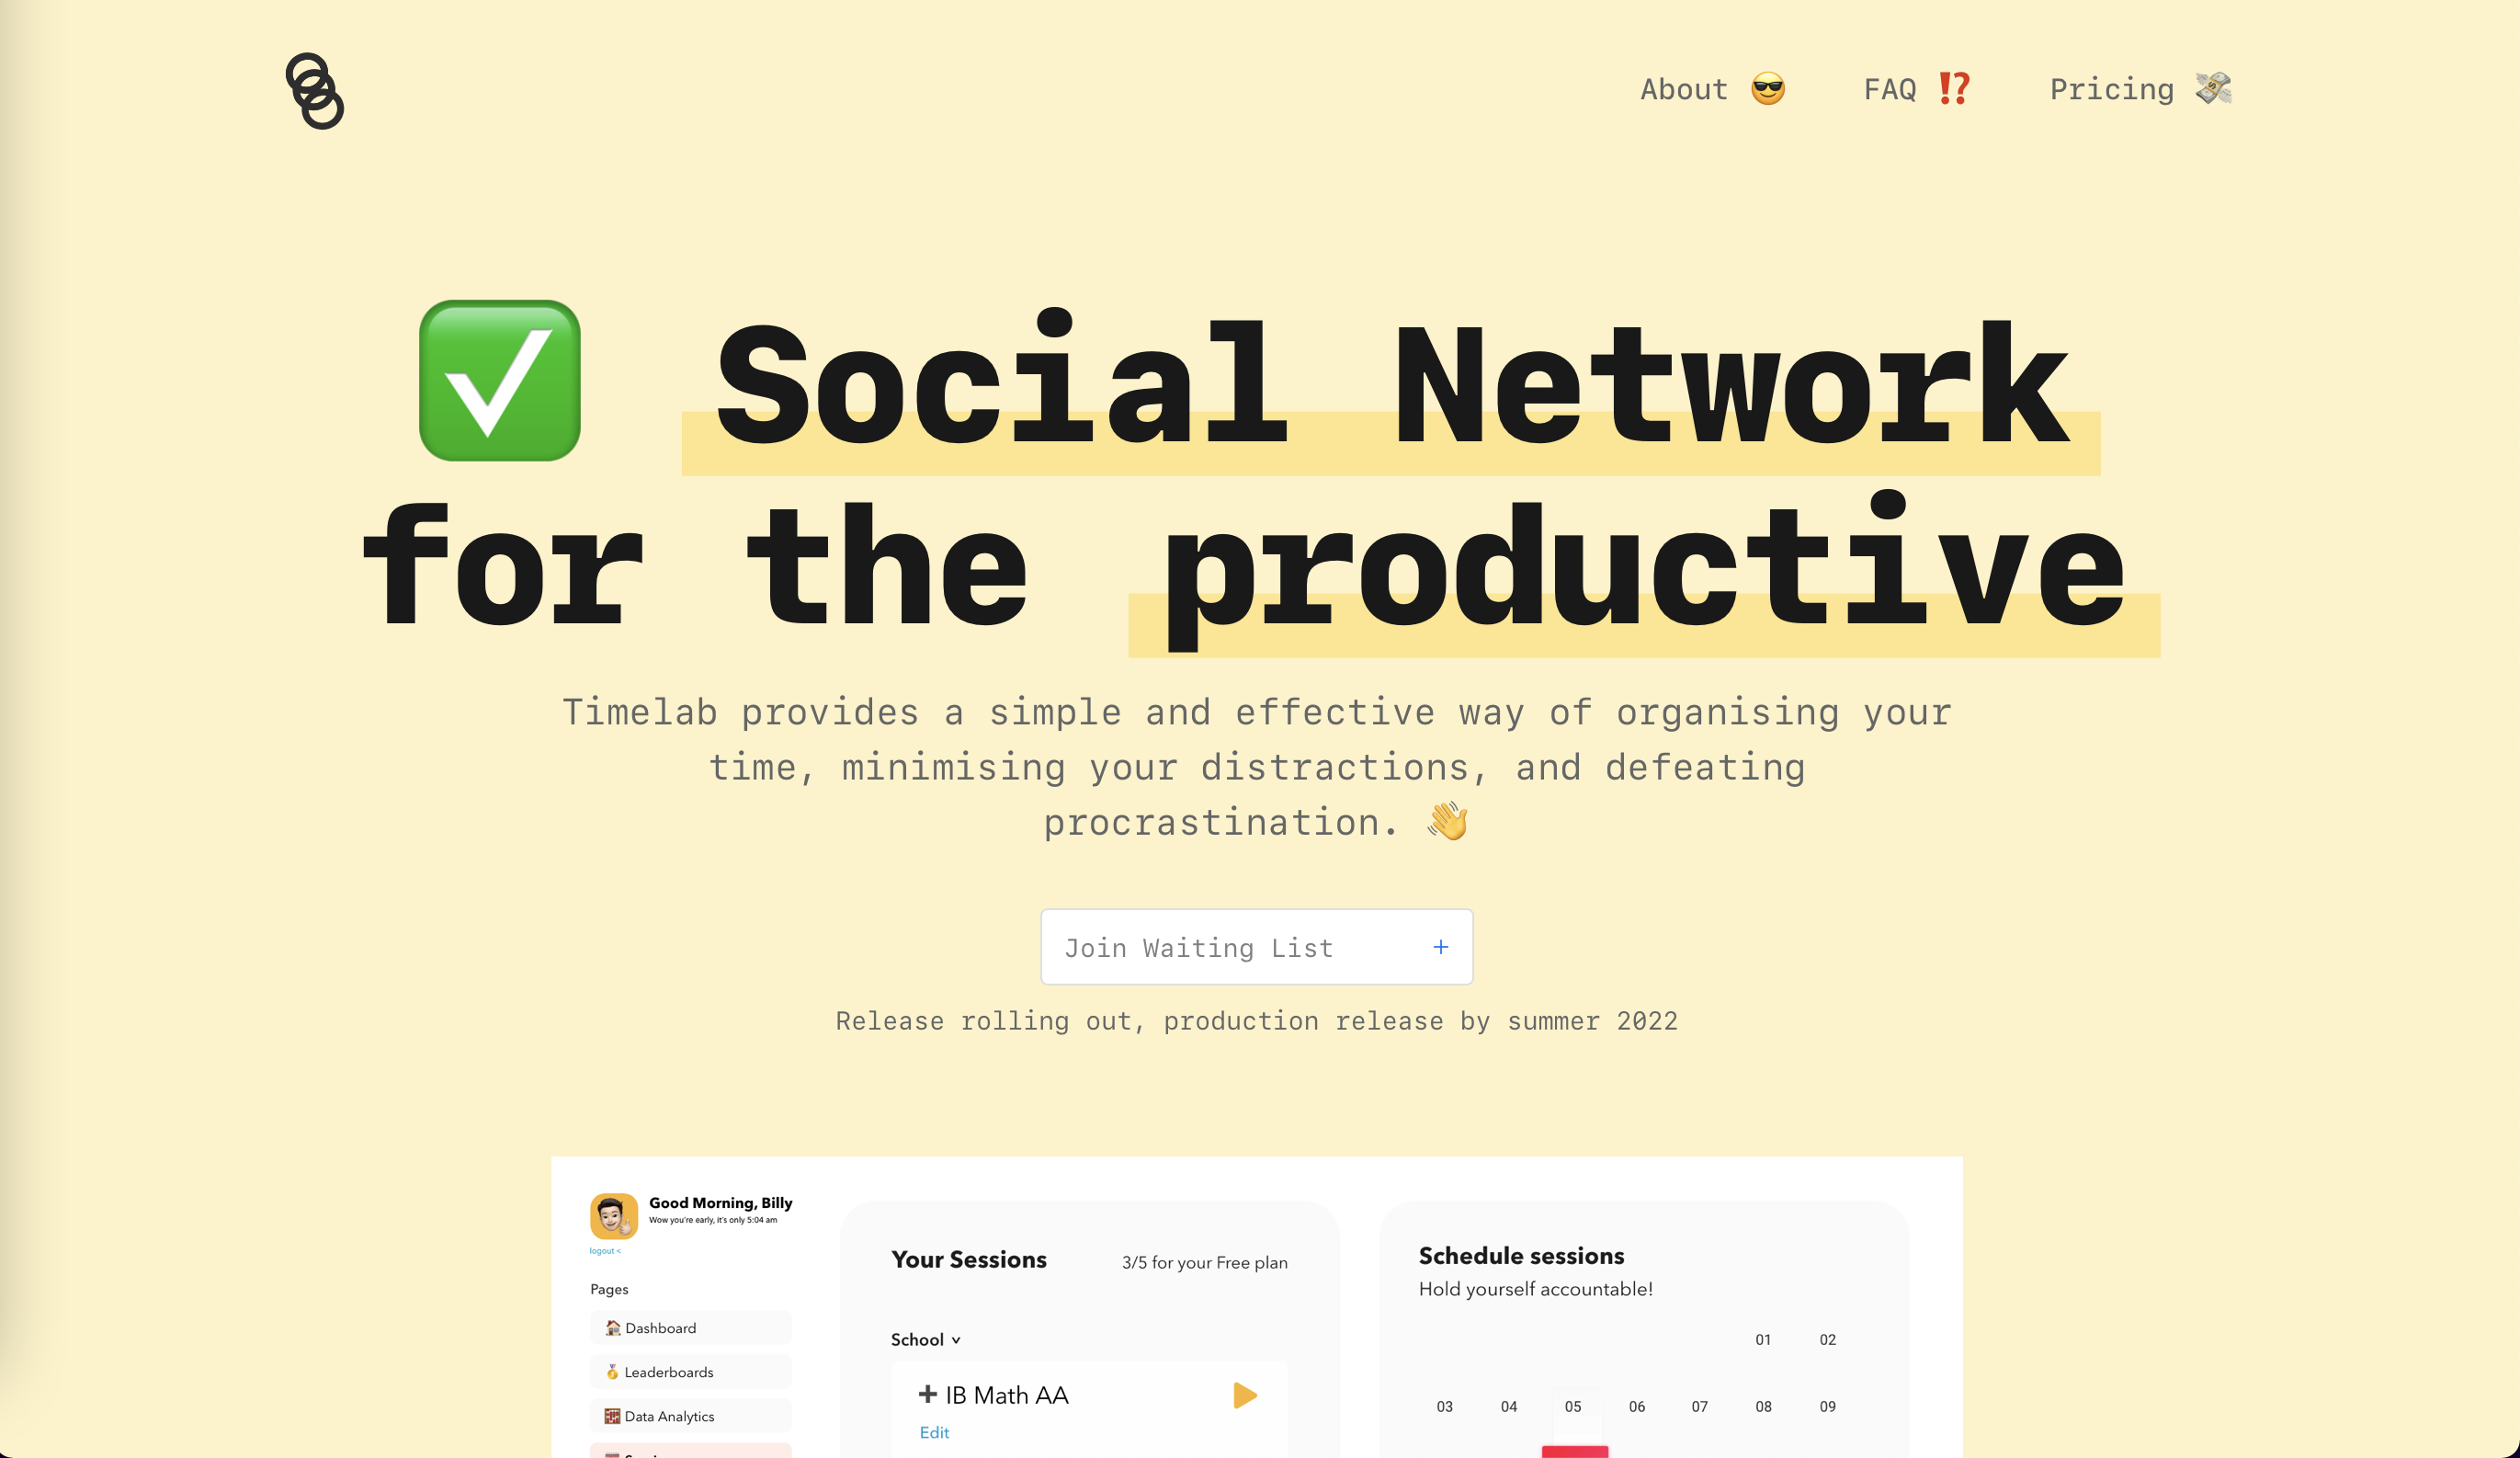 About 😎 FAQ ⁉️ Pricing 💸
✅ Social Network
for the productive
Timelab provides a simple and effective way of organising your
time, minimising your distractions, and defeating
procrastination. 👋
Join Waiting List +
Release rolling out, production release by summer 2022
Good Morning, Billy
Wow you're early, it's only 5:04 am
logout <
Pages
🏠 Dashboard
🏅 Leaderboards
🧮 Data Analytics
Your Sessions 3/5 for your Free plan
School
➕ IB Math AA
Edit
Schedule sessions
Hold yourself accountable!
01 02
03 04 05 06 07 08 09